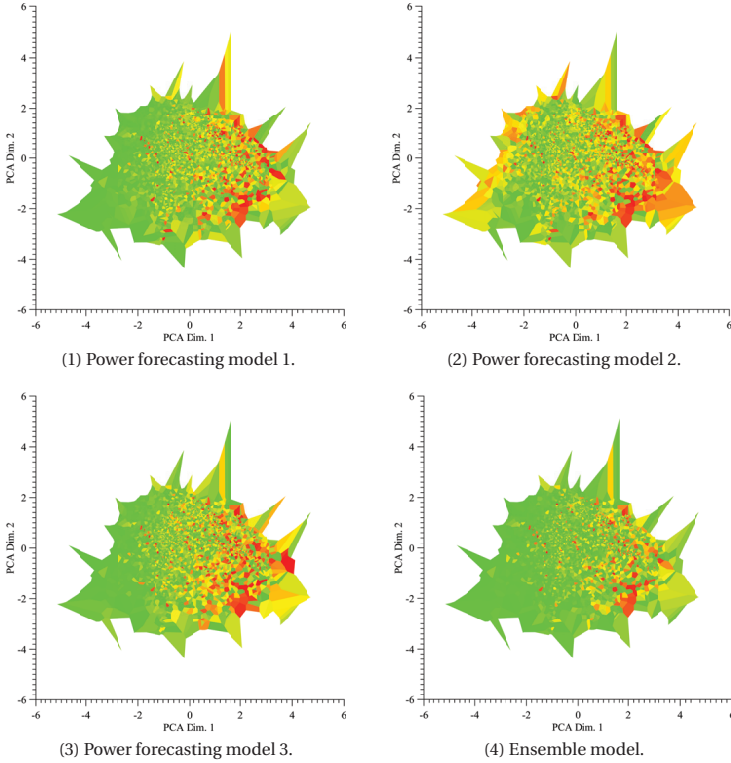 6
4
2
0
-2
-4
-6
PCA Dim. 2
-6 -4 -2 0 2 4 6
PCA Dim. 1
(1) Power forecasting model 1.
6
4
2
0
-2
-4
-6
PCA Dim. 2
-6 -4 -2 0 2 4 6
PCA Dim. 1
(2) Power forecasting model 2.
6
4
2
0
-2
-4
-6
PCA Dim. 2
-6 -4 -2 0 2 4 6
PCA Dim. 1
(3) Power forecasting model 3.
6
4
2
0
-2
-4
-6
PCA Dim. 2
-6 -4 -2 0 2 4 6
PCA Dim. 1
(4) Ensemble model.